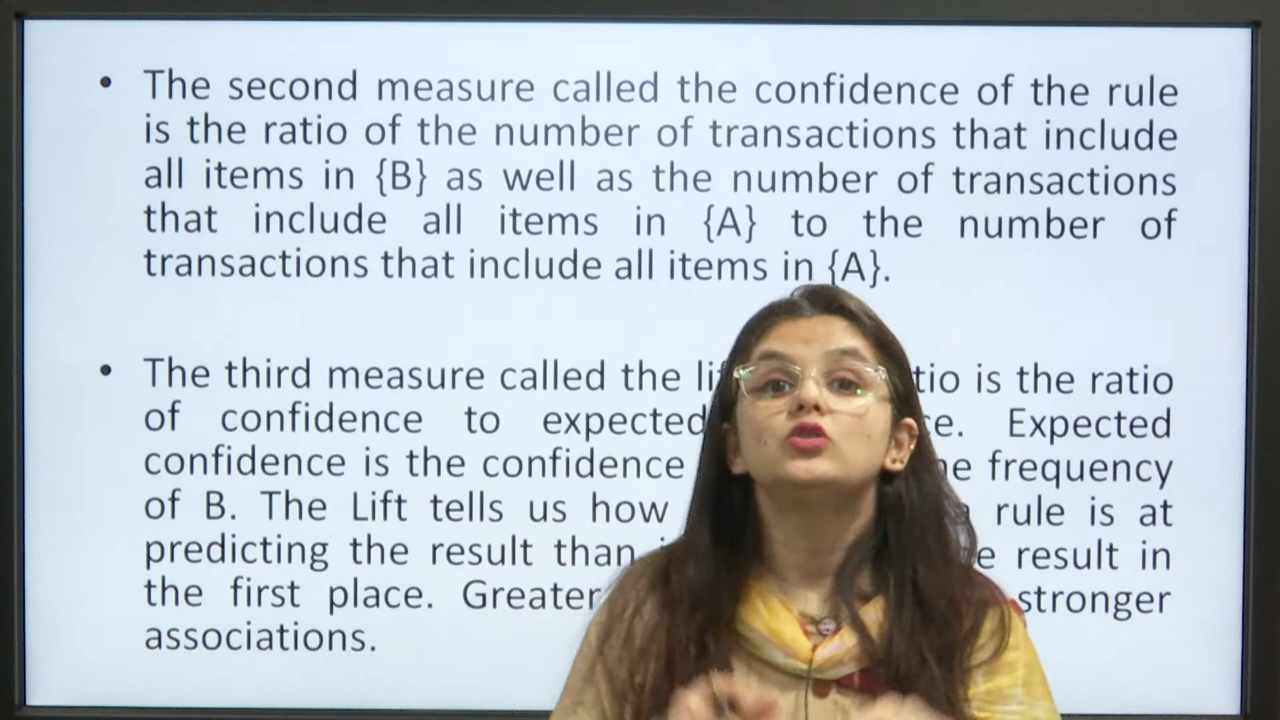 • The second measure called the confidence of the rule
is the ratio of the number of transactions that include
all items in {B} as well as the number of transactions
that include all items in {A} to the number of
transactions that include all items in {A}.
• The third measure called the is the ratio
of confidence to expected Expected
confidence is the confidence frequency
of B. The Lift tells us how rule is at
predicting the result than result in
the first place. Greater stronger
associations.